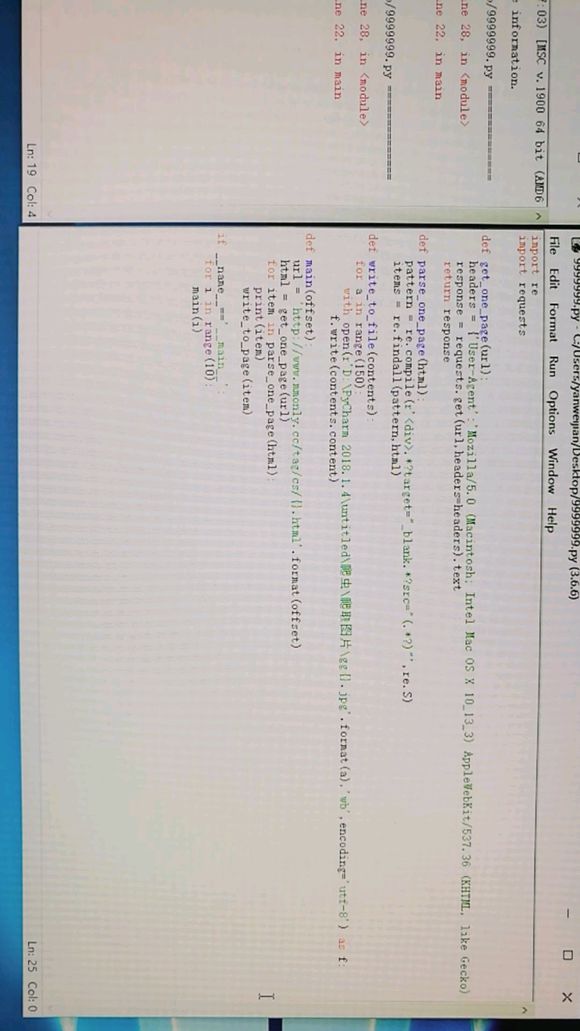 :03) [MSC v.1900 64 bit (AMD6
e information.
/9999999.py =================
ne 28, in <module>
ne 22, in main
/9999999.py =================
ne 28, in <module>
ne 22, in main
Ln: 19 Col: 4
9999999.py - C:/Users/yanweijian/Desktop/9999999.py (3.6.6)
File Edit Format Run Options Window Help
import re
import requests
def get_one_page(url):
headers = {'User-Agent':'Mozilla/5.0 (Macintosh; Intel Mac OS X 10_13_3) AppleWebKit/537.36 (KHTML, like Gecko)
response = requests.get(url,headers=headers).text
return response
def parse_one_page(html):
pattern = re.compile(r'<div>.*?target="_blank.*?src="(.*?)"',re.S)
items = re.findall(pattern,html)
def write_to_file(contents):
for a in range(150):
with open(r'D:\PyCharm 2018.1.4\untitled\爬虫\爬取图片\gg{}.jpg'.format(a),'wb',encoding='utf-8') as f:
f.write(contents.content)
def main(offset):
url = 'http://www.mmonly.cc/tag/cs/{}.html'.format(offset)
html = get_one_page(url)
for item in parse_one_page(html):
print(item)
write_to_page(item)
if __name__=='__main__':
for i in range(10):
main(i)
Ln: 25 Col: 0